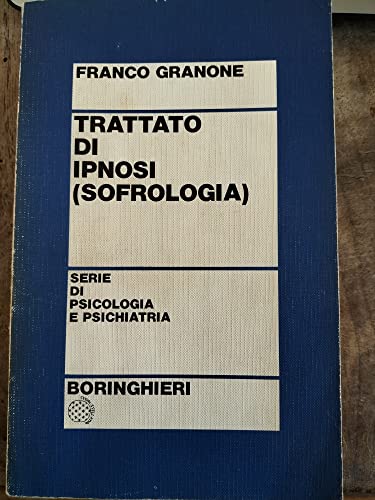 FRANCO GRANONE
TRATTATO
DI
IPNOSI
(SOFROLOGIA)
SERIE
DI
PSICOLOGIA
E PSICHIATRIA
BORINGHIERI